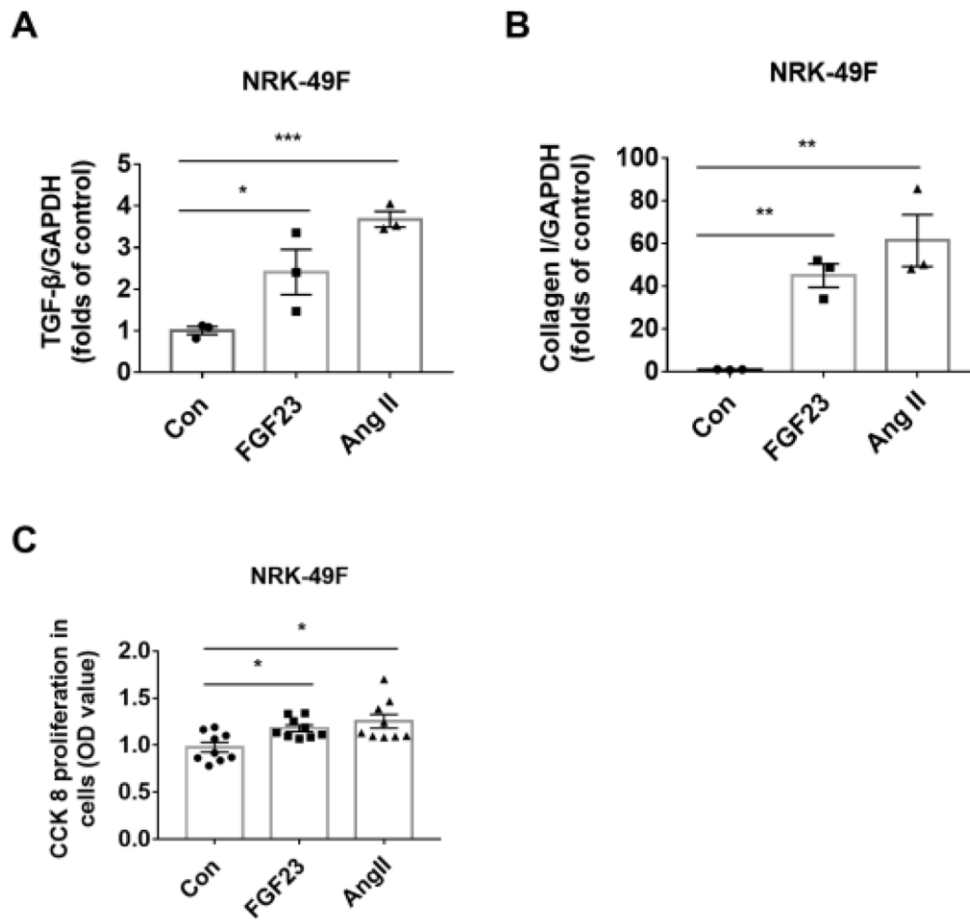 A
NRK-49F
***
*
TGF-β/GAPDH
(folds of control)
5
4
3
2
1
0
Con
FGF23
Ang II
B
NRK-49F
**
**
Collagen I/GAPDH
(folds of control)
100
80
60
40
20
0
Con
FGF23
Ang II
C
NRK-49F
*
*
CCK 8 proliferation in
cells (OD value)
2.0
1.5
1.0
0.5
0.0
Con
FGF23
AngII